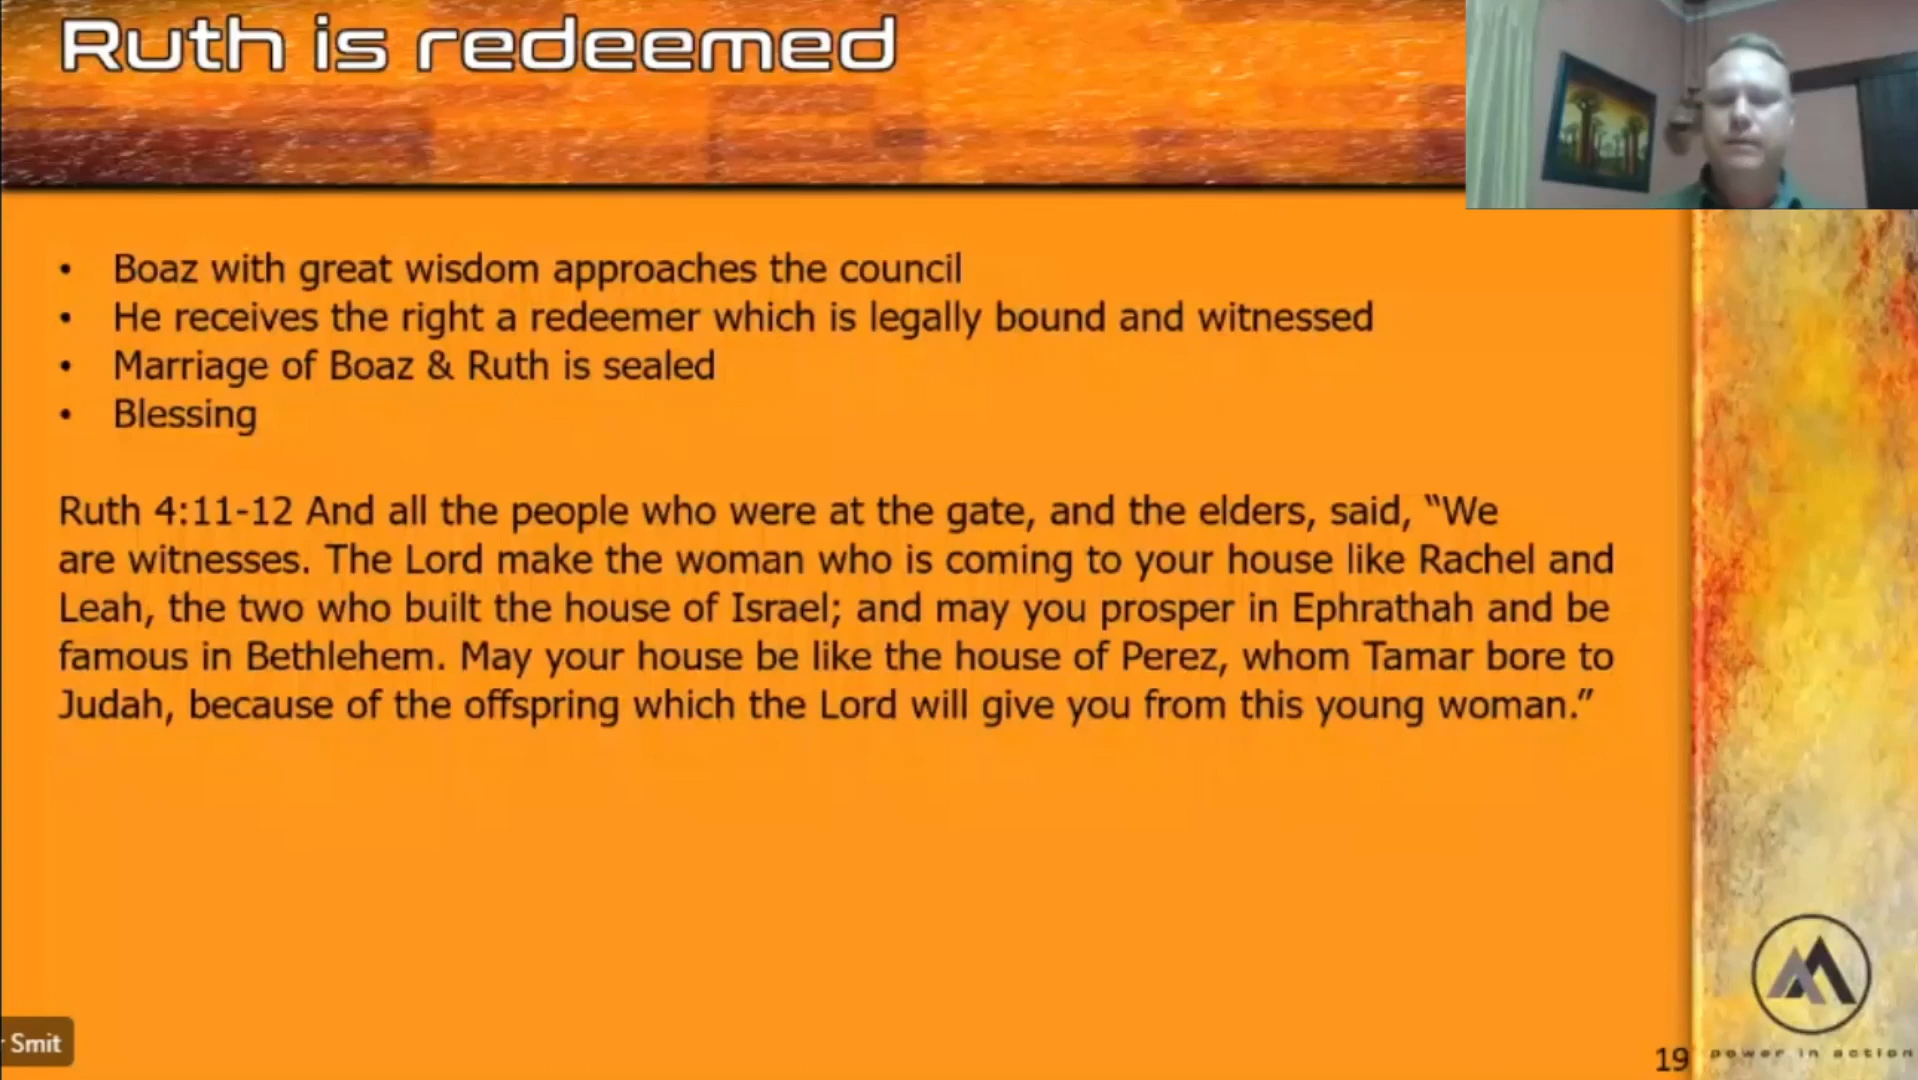 Ruth is redeemed
• Boaz with great wisdom approaches the council
• He receives the right a redeemer which is legally bound and witnessed
• Marriage of Boaz & Ruth is sealed
• Blessing
Ruth 4:11-12 And all the people who were at the gate, and the elders, said, “We
are witnesses. The Lord make the woman who is coming to your house like Rachel and
Leah, the two who built the house of Israel; and may you prosper in Ephrathah and be
famous in Bethlehem. May your house be like the house of Perez, whom Tamar bore to
Judah, because of the offspring which the Lord will give you from this young woman.”
Smit
19
power in action